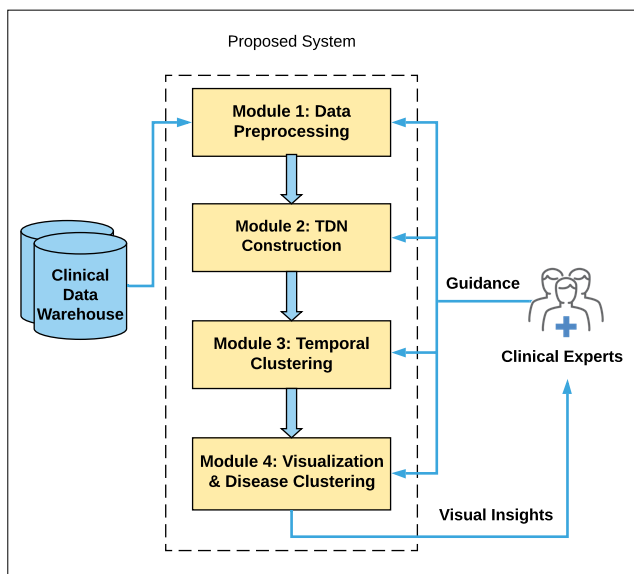 Proposed System
Module 1: Data
Preprocessing
Module 2: TDN
Construction
Clinical
Data
Warehouse
Guidance
Module 3: Temporal
Clustering
Clinical Experts
Module 4: Visualization
& Disease Clustering
Visual Insights